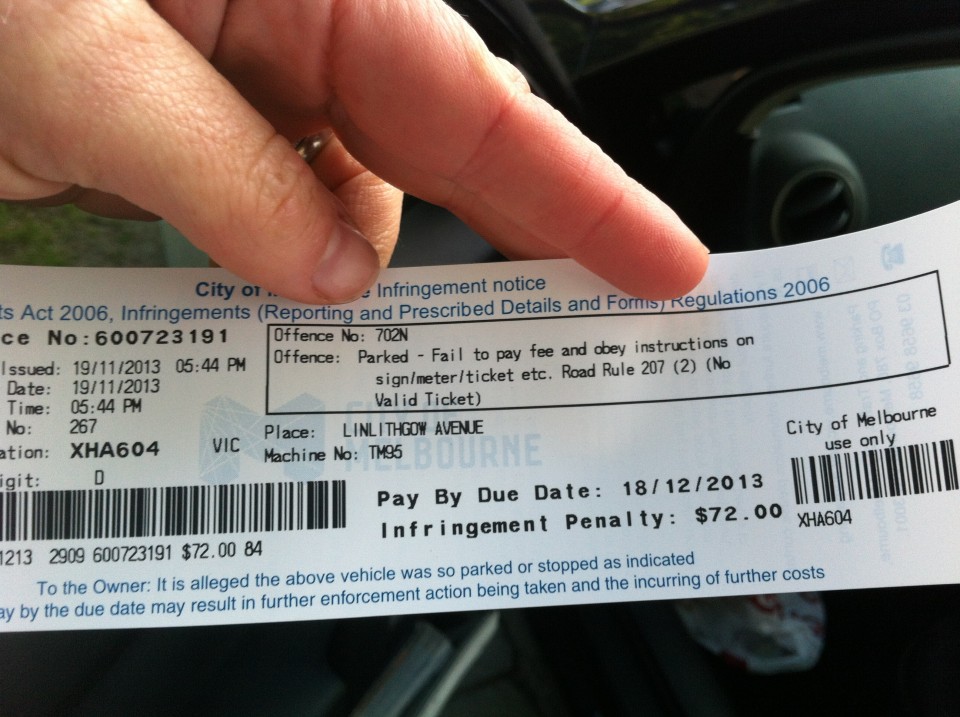 City of Infringement notice
ts Act 2006, Infringements (Reporting and Prescribed Details and Forms) Regulations 2006
ce No:600723191
Issued: 19/11/2013 05:44 PM
Date: 19/11/2013
Time: 05:44 PM
No: 267
ation: XHA604 VIC
igit: D
Offence No: 702N
Offence: Parked - Fail to pay fee and obey instructions on
sign/meter/ticket etc. Road Rule 207 (2) (No
Valid Ticket)
CITY OF
MELBOURNE
Place: LINLITHGOW AVENUE
Machine No: TM95
City of Melbourne
use only
Pay By Due Date: 18/12/2013
Infringement Penalty: $72.00
XHA604
1213 2909 600723191 $72.00 84
To the Owner: It is alleged the above vehicle was so parked or stopped as indicated
ay by the due date may result in further enforcement action being taken and the incurring of further costs